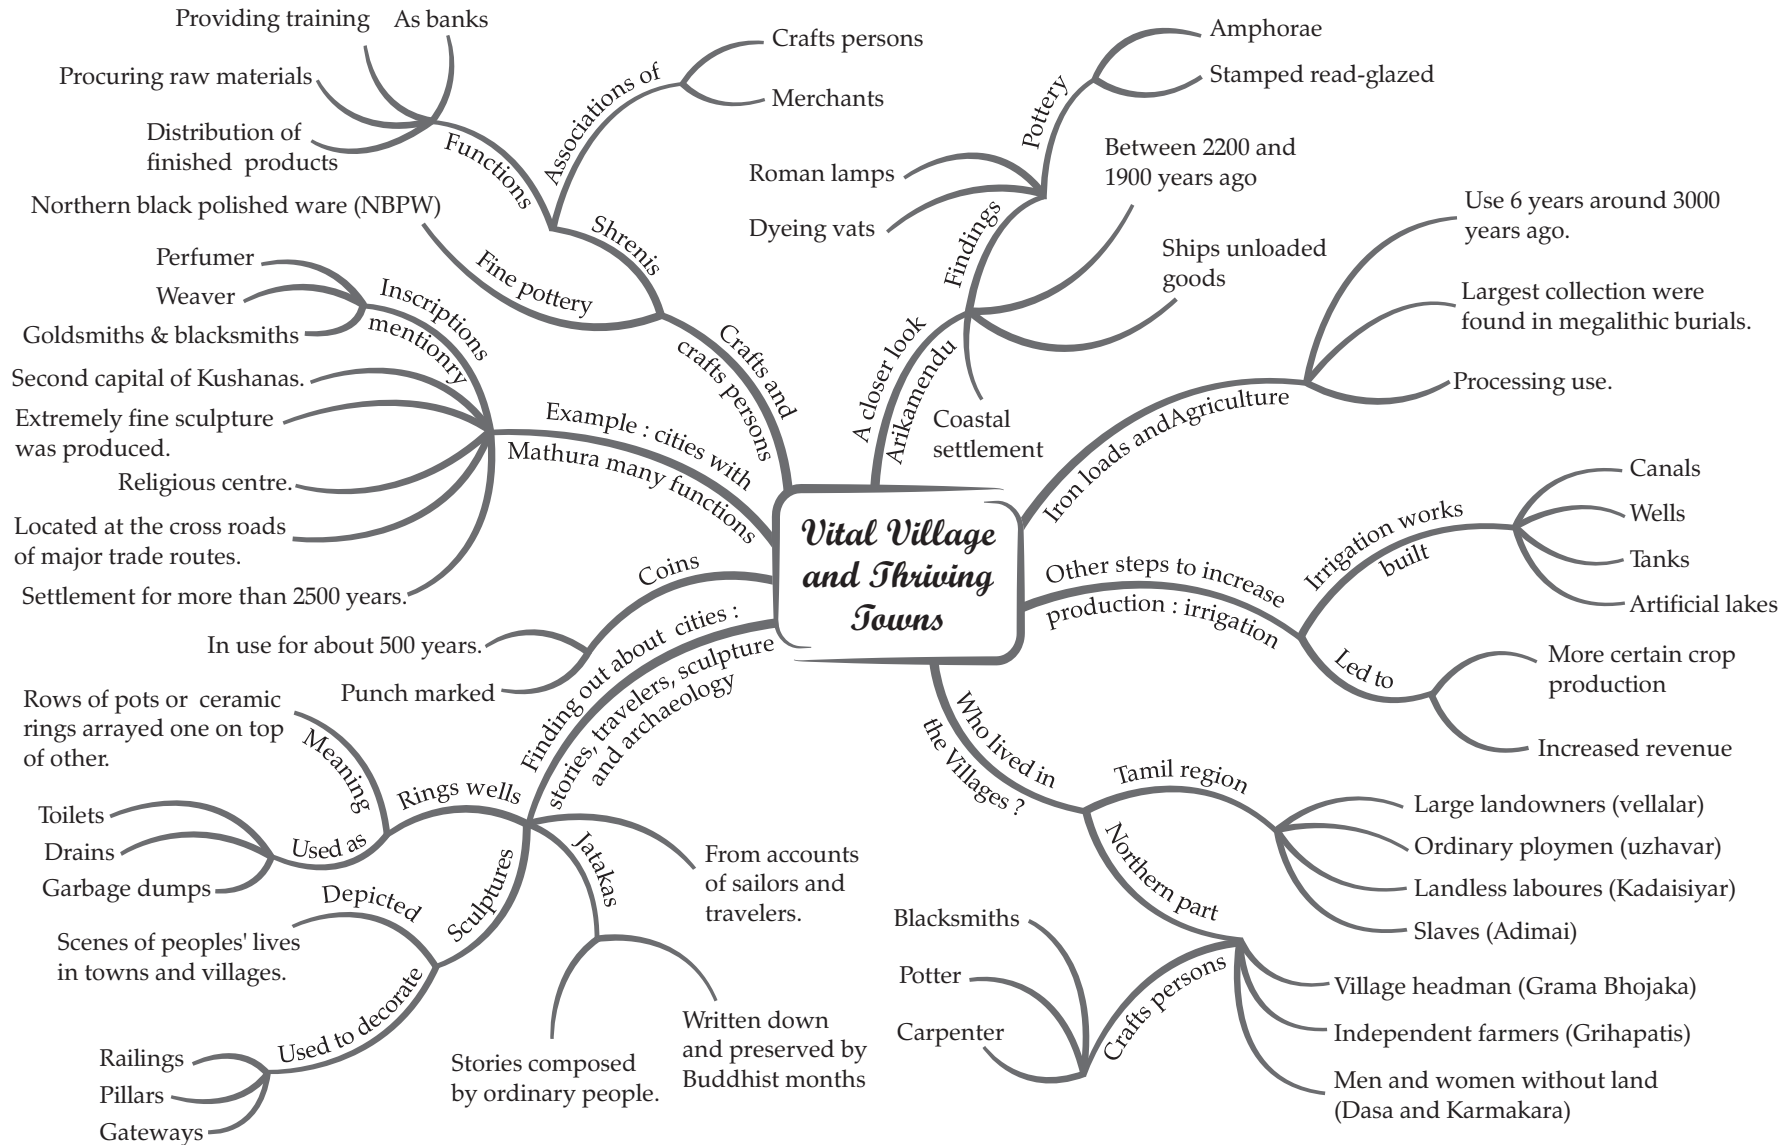 Vital Village
and Thriving
Towns
Crafts and
crafts persons
Shrenis
Functions
Providing training
As banks
Procuring raw materials
Distribution of
finished products
Associations of
Crafts persons
Merchants
Fine pottery
Northern black polished ware (NBPW)
Example : cities with
Mathura many functions
Inscriptions
mentionry
Perfumer
Weaver
Goldsmiths & blacksmiths
Second capital of Kushanas.
Extremely fine sculpture
was produced.
Religious centre.
Located at the cross roads
of major trade routes.
Settlement for more than 2500 years.
Coins
In use for about 500 years.
Punch marked
Finding out about cities :
stories, travelers, sculpture
and archaeology
Rings wells
Meaning
Rows of pots or ceramic
rings arrayed one on top
of other.
Used as
Toilets
Drains
Garbage dumps
Sculptures
Depicted
Scenes of peoples' lives
in towns and villages.
Used to decorate
Railings
Pillars
Gateways
Jatakas
Stories composed
by ordinary people.
Written down
and preserved by
Buddhist months
From accounts
of sailors and
travelers.
A closer look
Arikamendu
Findings
Pottery
Amphorae
Stamped read-glazed
Roman lamps
Dyeing vats
Between 2200 and
1900 years ago
Ships unloaded
goods
Coastal
settlement
Iron loads andAgriculture
Use 6 years around 3000
years ago.
Largest collection were
found in megalithic burials.
Processing use.
Other steps to increase
production : irrigation
Irrigation works
built
Canals
Wells
Tanks
Artificial lakes
Led to
More certain crop
production
Increased revenue
Who lived in
the Villages ?
Tamil region
Large landowners (vellalar)
Ordinary ploymen (uzhavar)
Landless laboures (Kadaisiyar)
Slaves (Adimai)
Northern part
Village headman (Grama Bhojaka)
Independent farmers (Grihapatis)
Men and women without land
(Dasa and Karmakara)
Crafts persons
Blacksmiths
Potter
Carpenter